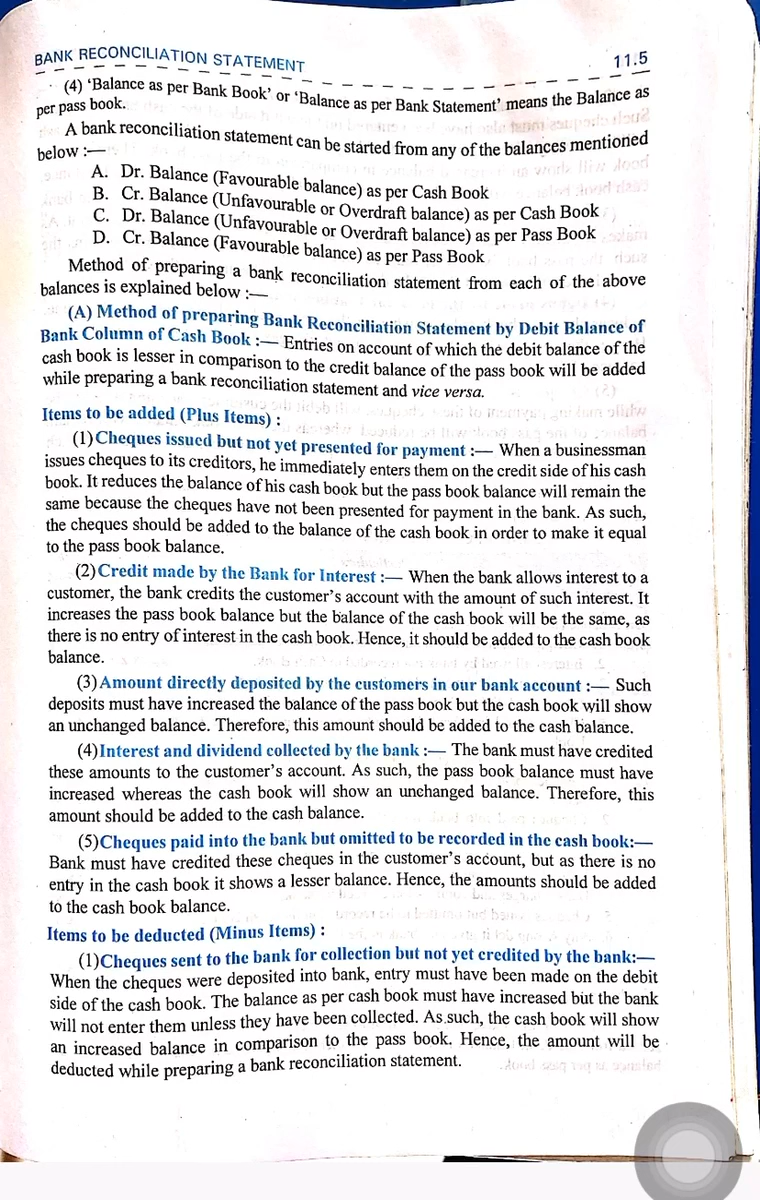 BANK RECONCILIATION STATEMENT 11.5
(4) ‘Balance as per Bank Book’ or ‘Balance as per Bank Statement’ means the Balance as
per pass book.
A bank reconciliation statement can be started from any of the balances mentioned
below :—
A. Dr. Balance (Favourable balance) as per Cash Book
B. Cr. Balance (Unfavourable or Overdraft balance) as per Cash Book
C. Dr. Balance (Unfavourable or Overdraft balance) as per Pass Book
D. Cr. Balance (Favourable balance) as per Pass Book
Method of preparing a bank reconciliation statement from each of the above
balances is explained below :—
(A) Method of preparing Bank Reconciliation Statement by Debit Balance of
Bank Column of Cash Book :— Entries on account of which the debit balance of the
cash book is lesser in comparison to the credit balance of the pass book will be added
while preparing a bank reconciliation statement and vice versa.
Items to be added (Plus Items) :
(1) Cheques issued but not yet presented for payment :— When a businessman
issues cheques to its creditors, he immediately enters them on the credit side of his cash
book. It reduces the balance of his cash book but the pass book balance will remain the
same because the cheques have not been presented for payment in the bank. As such,
the cheques should be added to the balance of the cash book in order to make it equal
to the pass book balance.
(2) Credit made by the Bank for Interest :— When the bank allows interest to a
customer, the bank credits the customer’s account with the amount of such interest. It
increases the pass book balance but the balance of the cash book will be the same, as
there is no entry of interest in the cash book. Hence, it should be added to the cash book
balance.
(3) Amount directly deposited by the customers in our bank account :— Such
deposits must have increased the balance of the pass book but the cash book will show
an unchanged balance. Therefore, this amount should be added to the cash balance.
(4) Interest and dividend collected by the bank :— The bank must have credited
these amounts to the customer’s account. As such, the pass book balance must have
increased whereas the cash book will show an unchanged balance. Therefore, this
amount should be added to the cash balance.
(5) Cheques paid into the bank but omitted to be recorded in the cash book:—
Bank must have credited these cheques in the customer’s account, but as there is no
entry in the cash book it shows a lesser balance. Hence, the amounts should be added
to the cash book balance.
Items to be deducted (Minus Items) :
(1) Cheques sent to the bank for collection but not yet credited by the bank:—
When the cheques were deposited into bank, entry must have been made on the debit
side of the cash book. The balance as per cash book must have increased but the bank
will not enter them unless they have been collected. As such, the cash book will show
an increased balance in comparison to the pass book. Hence, the amount will be
deducted while preparing a bank reconciliation statement.